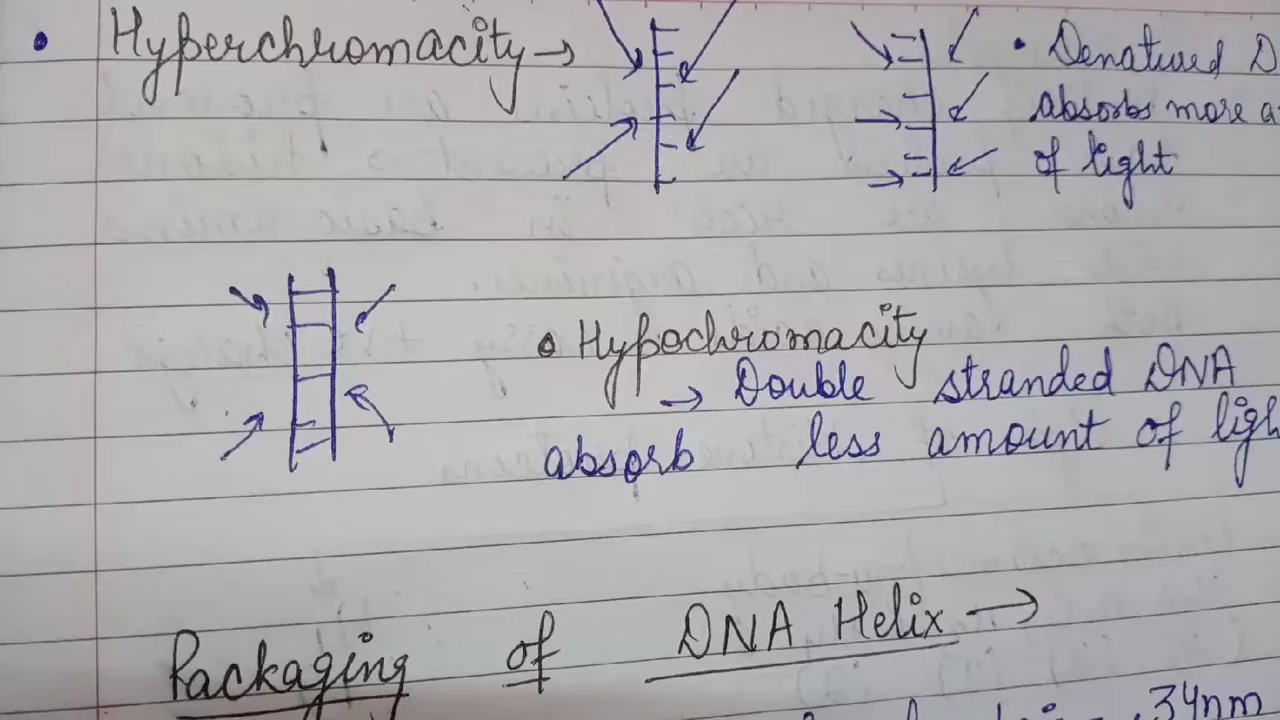 • Hyperchromacity →
• Denatured D
absorbs more a
of light
• Hypochromacity
→ Double stranded DNA
absorb less amount of ligh
Packaging of DNA Helix →
.34nm